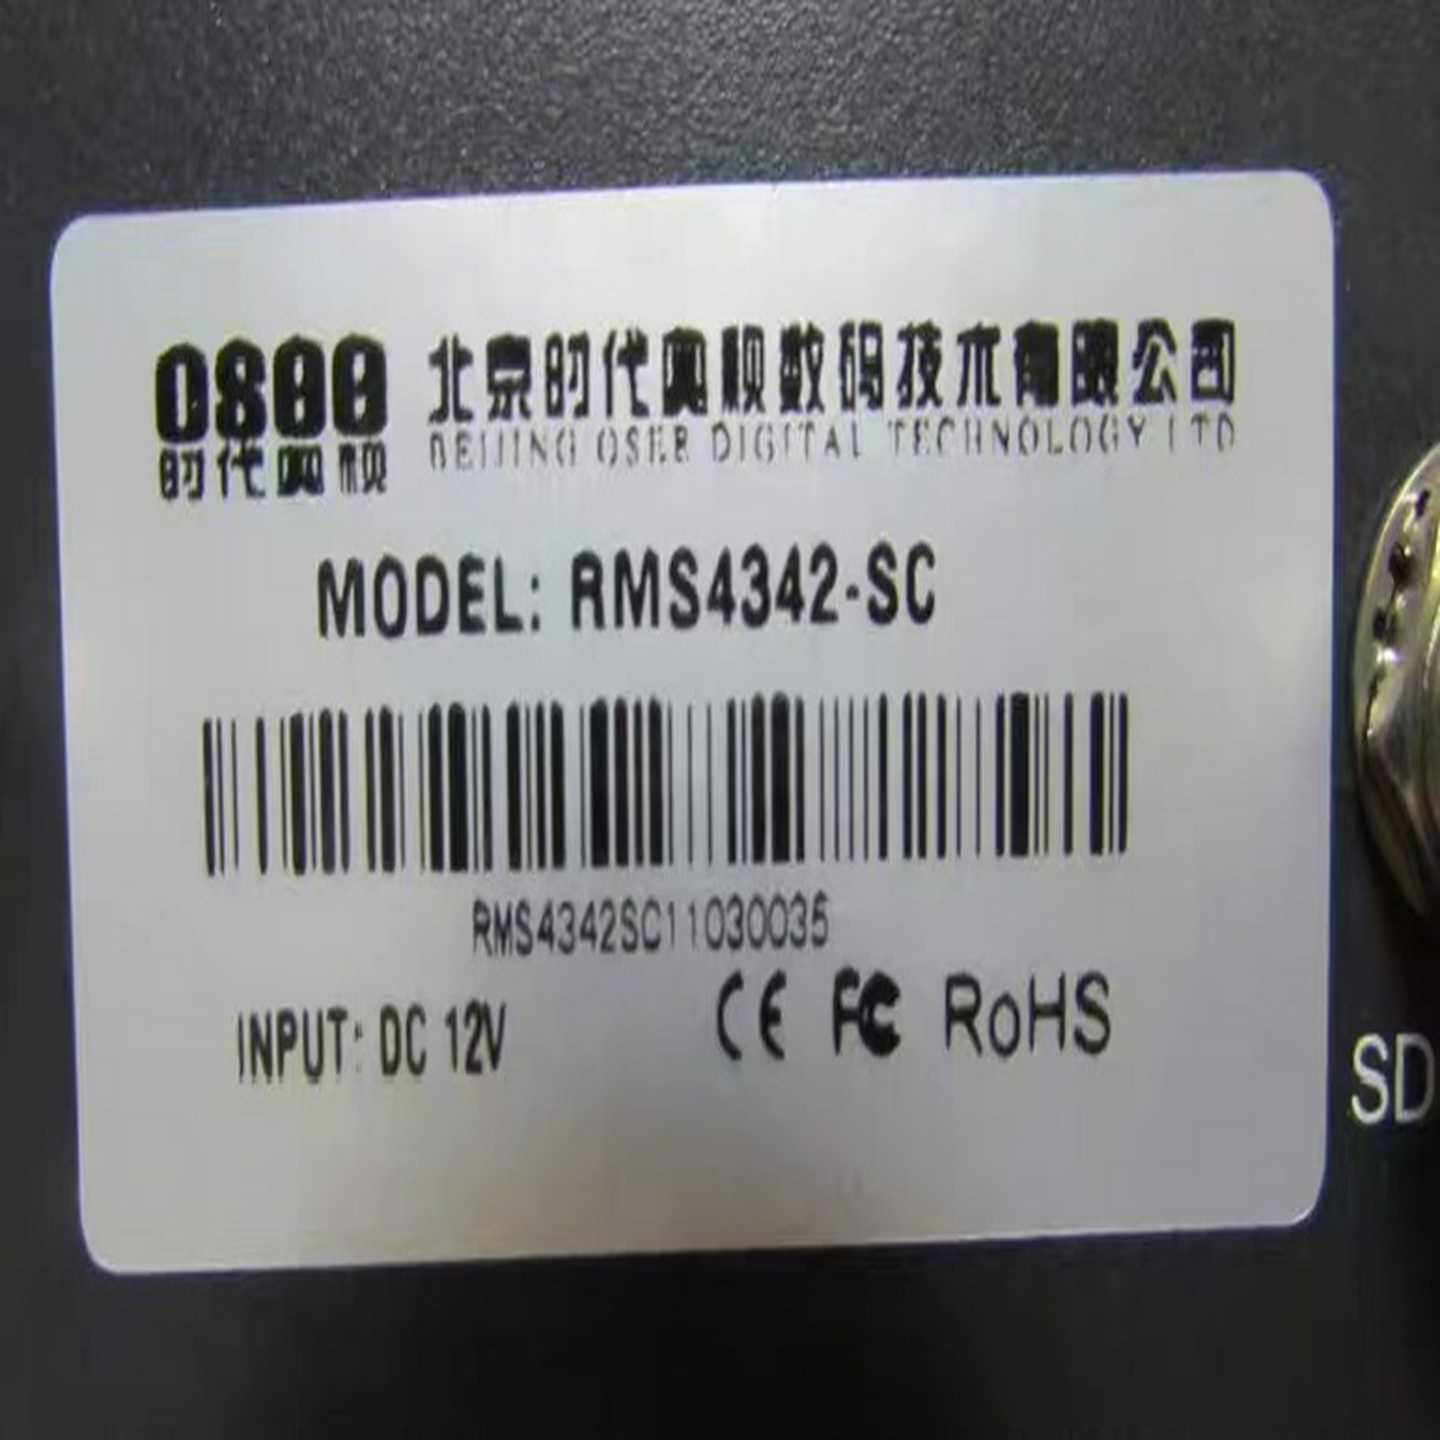 0800 北京时代奥视数码技术有限公司
时代奥视 BEIJING OSEE DIGITAL TECHNOLOGY LTD
MODEL: RMS4342-SC
RMS4342SC11030035
INPUT: DC 12V CE FC RoHS
SD